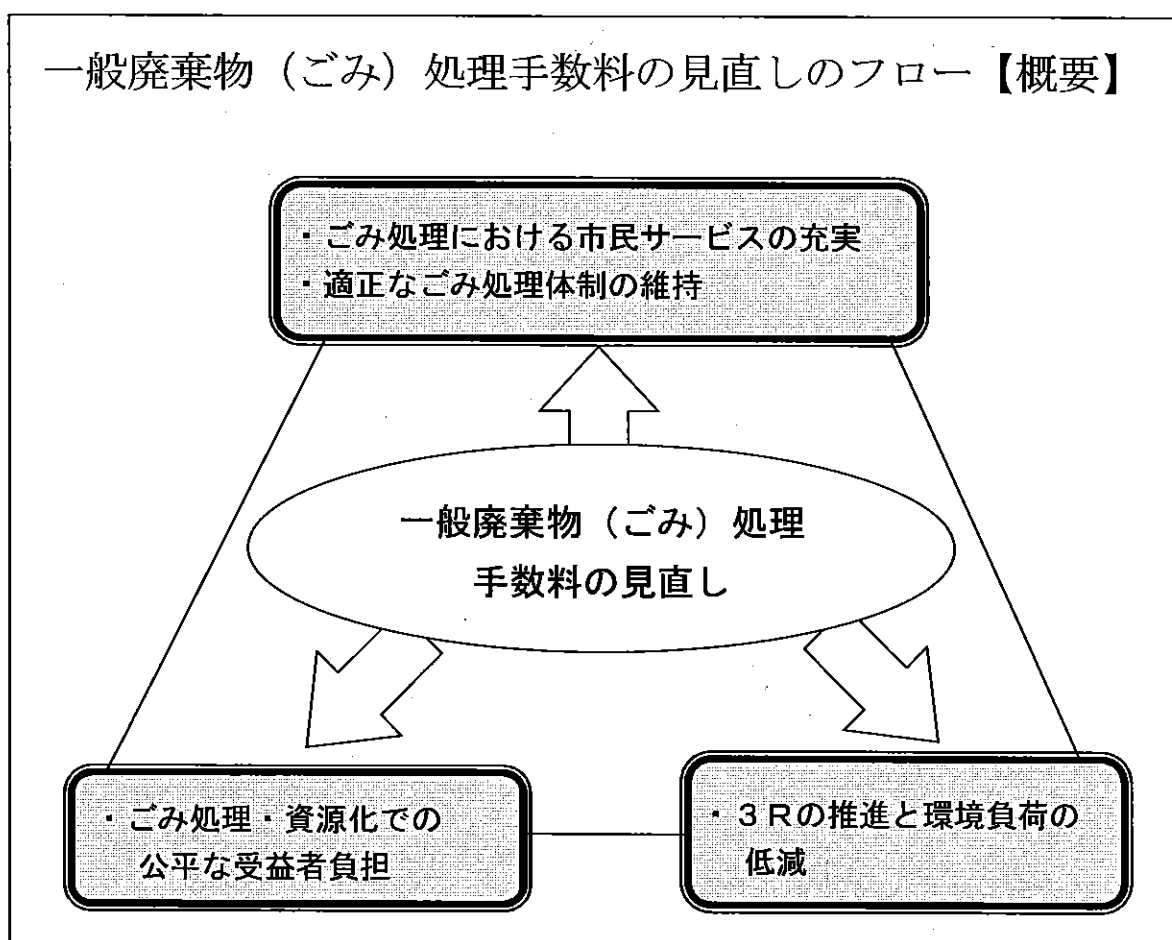 一般廃棄物（ごみ）処理手数料の見直しのフロー【概要】
・ごみ処理における市民サービスの充実
・適正なごみ処理体制の維持
一般廃棄物（ごみ）処理
手数料の見直し
・ごみ処理・資源化での
公平な受益者負担
・３Ｒの推進と環境負荷の
低減